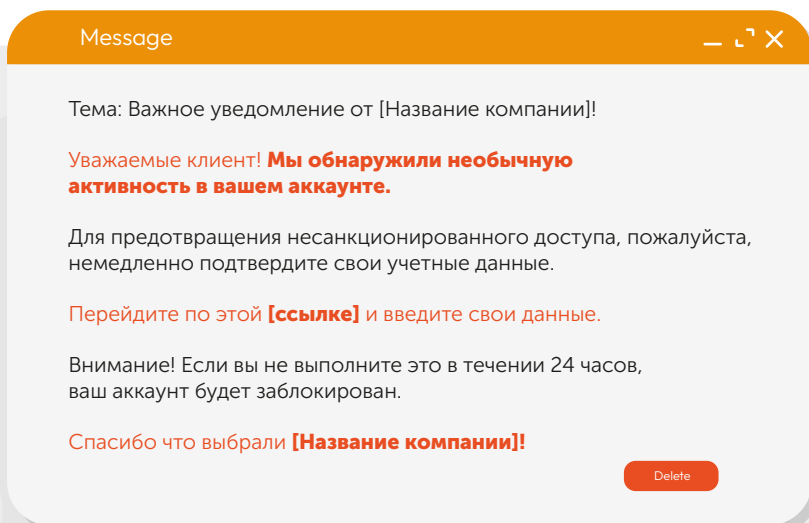 Message
Тема: Важное уведомление от [Название компании]!
Уважаемые клиент! Мы обнаружили необычную
активность в вашем аккаунте.
Для предотвращения несанкционированного доступа, пожалуйста,
немедленно подтвердите свои учетные данные.
Перейдите по этой [ссылке] и введите свои данные.
Внимание! Если вы не выполните это в течении 24 часов,
ваш аккаунт будет заблокирован.
Спасибо что выбрали [Название компании]!
Delete